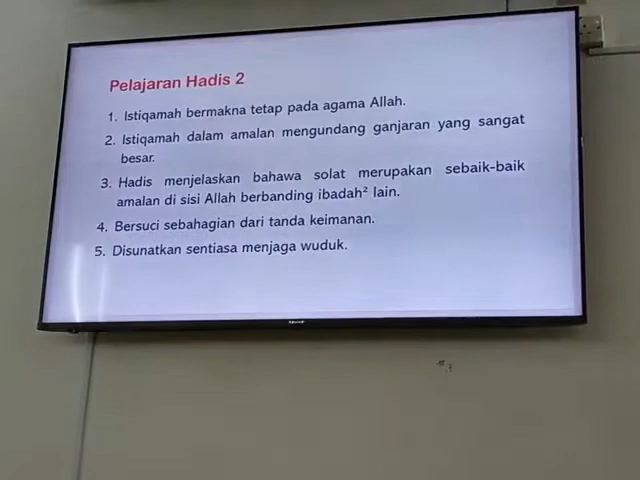 Pelajaran Hadis 2
1. Istiqamah bermakna tetap pada agama Allah.
2. Istiqamah dalam amalan mengundang ganjaran yang sangat
besar.
3. Hadis menjelaskan bahawa solat merupakan sebaik-baik
amalan di sisi Allah berbanding ibadah² lain.
4. Bersuci sebahagian dari tanda keimanan.
5. Disunatkan sentiasa menjaga wuduk.